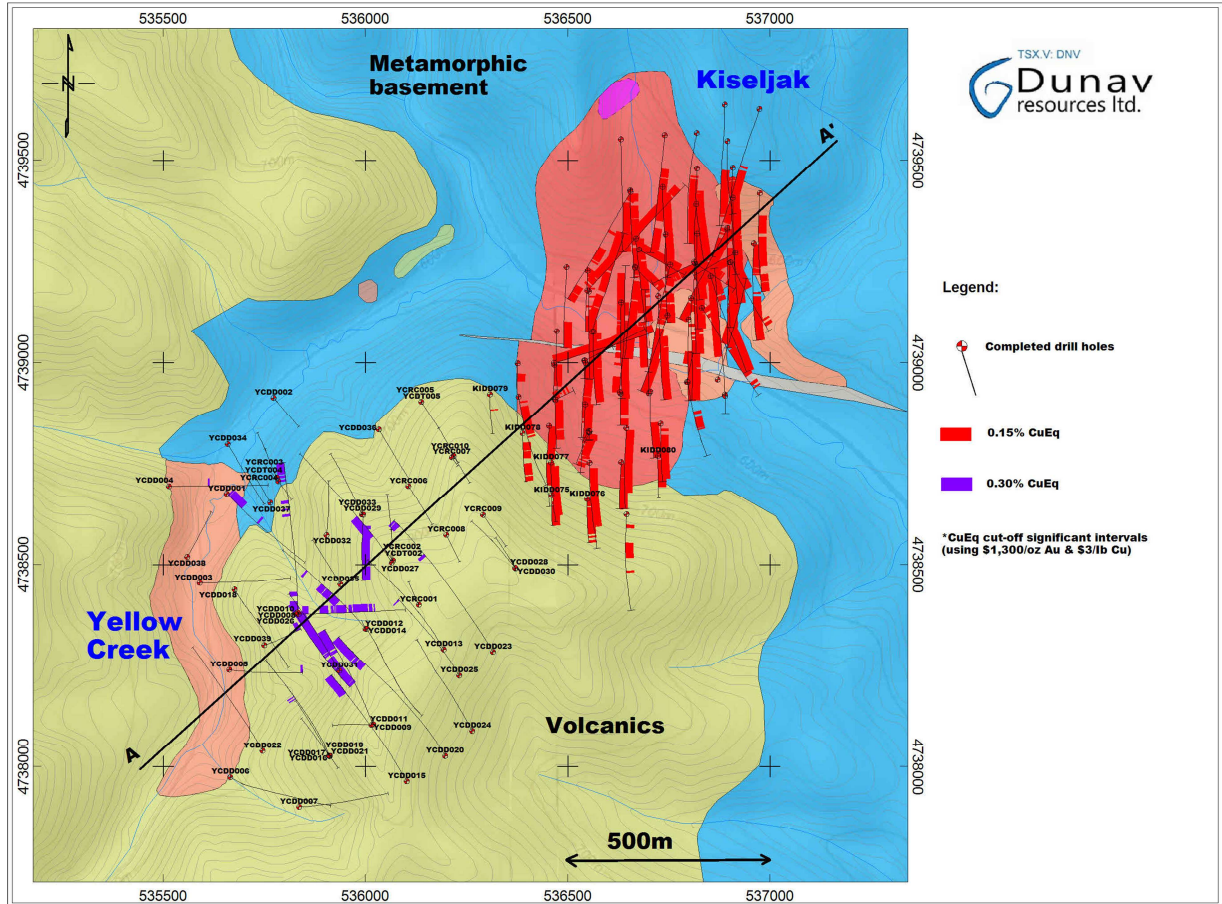 535500 536000 536500 537000
TSX.V: DNV
Dunav
resources ltd.
N
Metamorphic
basement
Kiseljak
A'
4739500
4739500
Legend:
Completed drill holes
4739000
4739000
0.15% CuEq
0.30% CuEq
*CuEq cut-off significant intervals
(using $1,300/oz Au & $3/lb Cu)
YCDD002
YCRC005
YCDT005
KIDD079
YCDD034
YCDD036
KIDD078
YCRC010
YCRC007
YCRC003
YCDT004
YCRC004
KIDD077
KIDD080
YCDD004
YCDD001
YCRC006
KIDD075
KIDD076
YCDD037
YCDD033
YCDD029
YCRC009
YCDD032
YCRC008
4738500
4738500
YCRC002
YCDT002
YCDD027
YCDD028
YCDD030
YCDD038
YCDD003
YCDD035
YCDD018
YCRC001
YCDD008
YCDD026
YCDD012
YCDD014
Yellow
Creek
YCDD039
YCDD013
YCDD023
YCDD005
YCDD031
YCDD025
YCDD011
YCDD009
YCDD024
Volcanics
A
YCDD022
YCDD017
YCDD019
YCDD021
YCDD020
4738000
4738000
YCDD006
YCDD015
YCDD007
500m
535500 536000 536500 537000